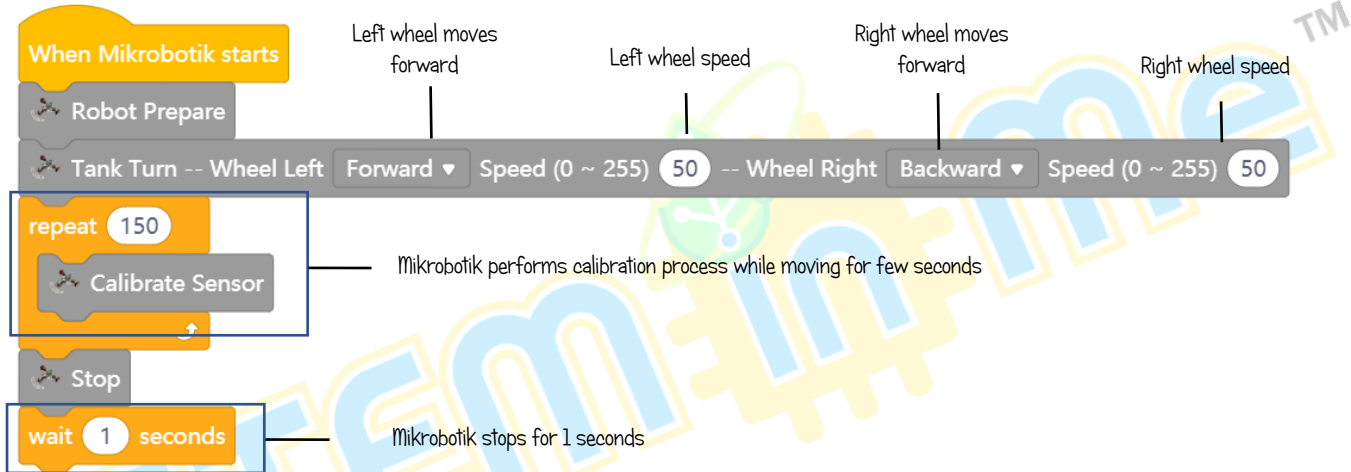 When Mikrobotik starts
Left wheel moves
forward
Left wheel speed
Right wheel moves
forward
Right wheel speed
TM
Robot Prepare
Tank Turn -- Wheel Left Forward ▼ Speed (0 ~ 255) 50 -- Wheel Right Backward ▼ Speed (0 ~ 255) 50
repeat 150
Calibrate Sensor
Mikrobotik performs calibration process while moving for few seconds
Stop
wait 1 seconds
Mikrobotik stops for 1 seconds
STEM in me